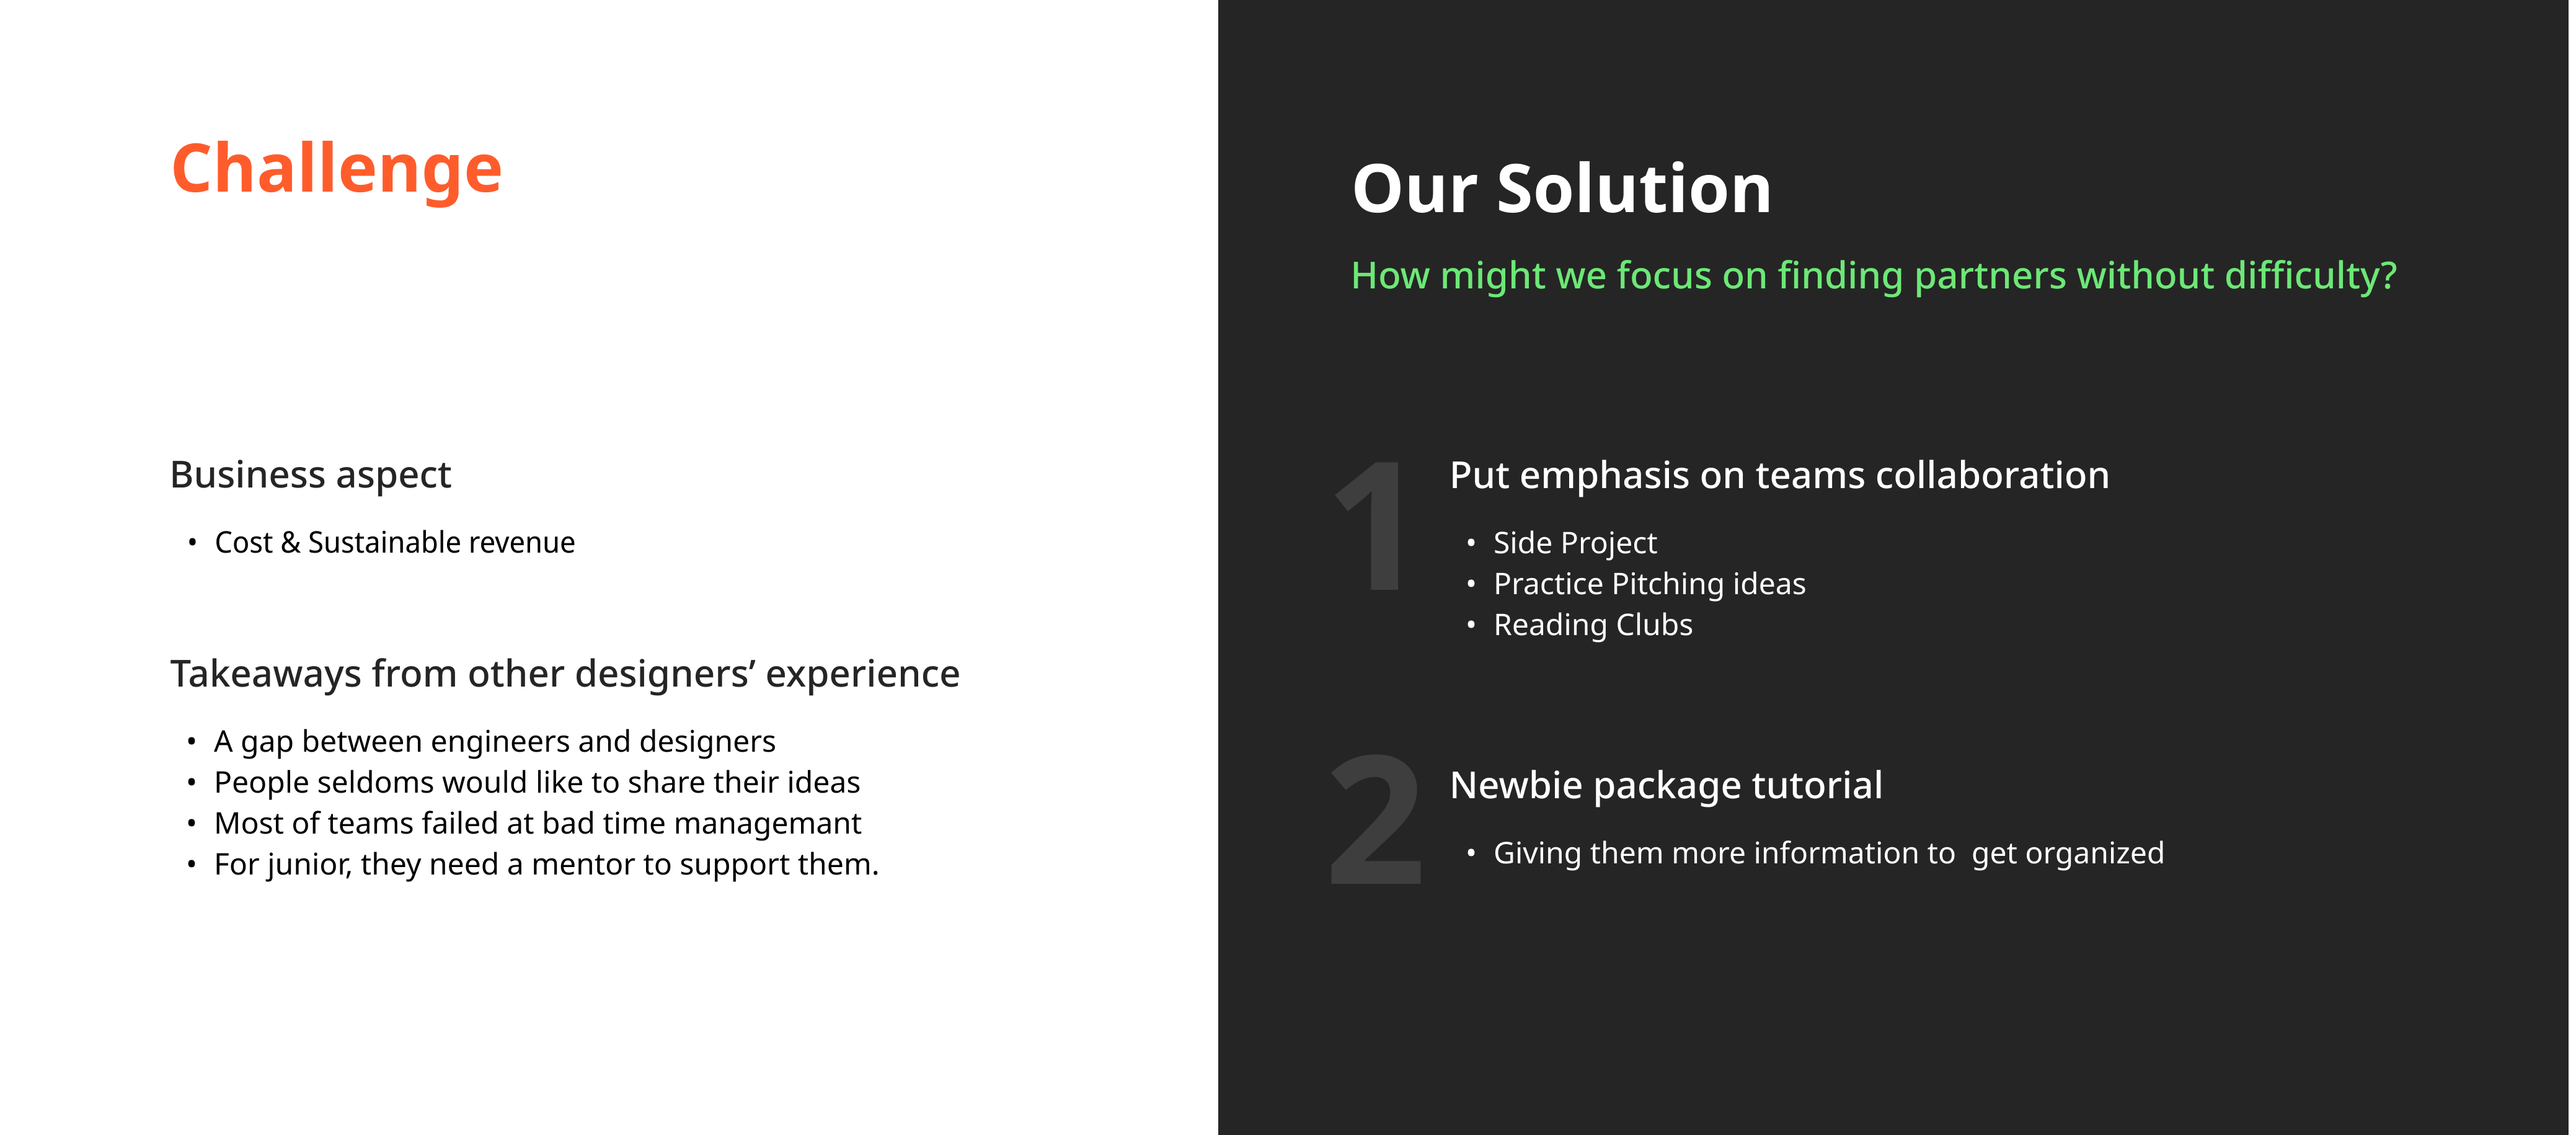 Challenge
Business aspect
• Cost & Sustainable revenue
Takeaways from other designers’ experience
• A gap between engineers and designers
• People seldoms would like to share their ideas
• Most of teams failed at bad time managemant
• For junior, they need a mentor to support them.
Our Solution
How might we focus on finding partners without difficulty?
1
Put emphasis on teams collaboration
• Side Project
• Practice Pitching ideas
• Reading Clubs
2
Newbie package tutorial
• Giving them more information to  get organized